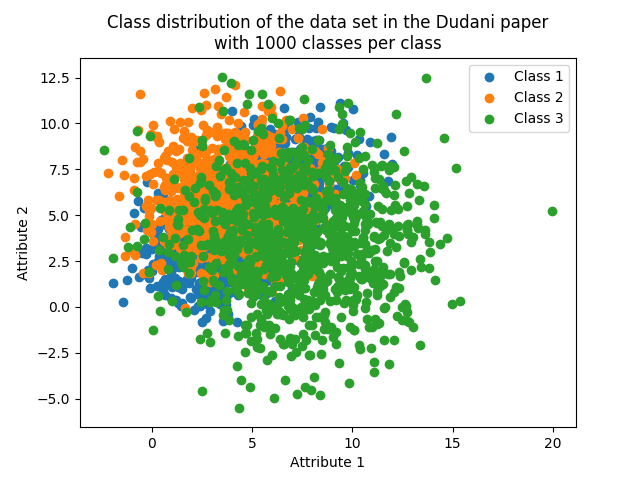 Class distribution of the data set in the Dudani paper
with 1000 classes per class
Class 1
Class 2
Class 3
12.5
10.0
7.5
5.0
2.5
0.0
−2.5
−5.0
Attribute 2
0
5
10
15
20
Attribute 1